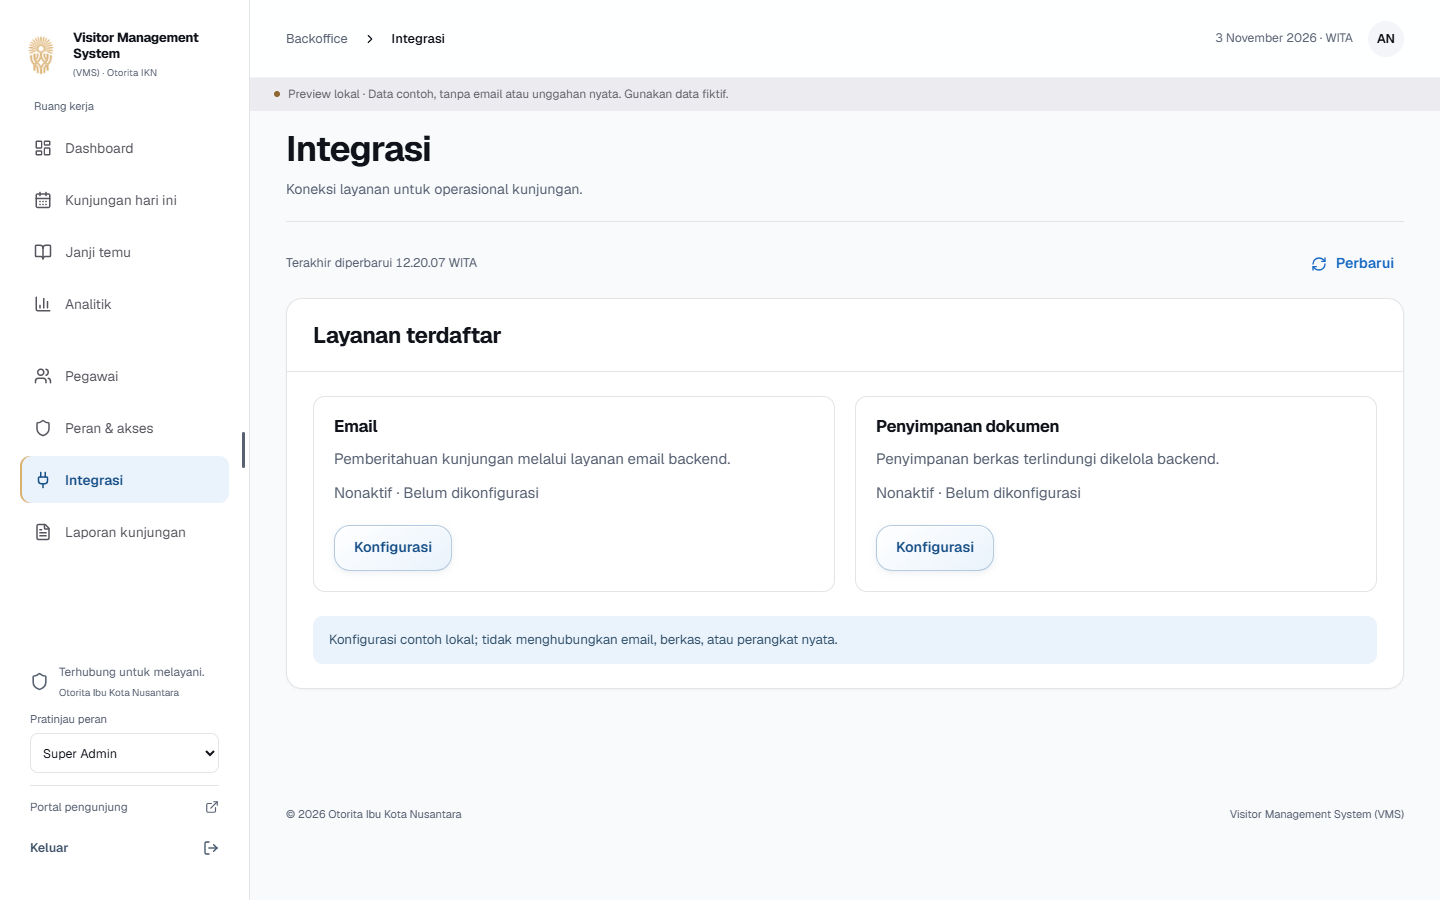 Visitor Management
System
(VMS) · Otorita IKN
Ruang kerja
Dashboard
Kunjungan hari ini
Janji temu
Analitik
Pegawai
Peran & akses
Integrasi
Laporan kunjungan
Terhubung untuk melayani.
Otorita Ibu Kota Nusantara
Pratinjau peran
Super Admin
Portal pengunjung
Keluar
Backoffice > Integrasi
3 November 2026 · WITA AN
Preview lokal · Data contoh, tanpa email atau unggahan nyata. Gunakan data fiktif.
Integrasi
Koneksi layanan untuk operasional kunjungan.
Terakhir diperbarui 12.20.07 WITA
Perbarui
Layanan terdaftar
Email
Pemberitahuan kunjungan melalui layanan email backend.
Nonaktif · Belum dikonfigurasi
Konfigurasi
Penyimpanan dokumen
Penyimpanan berkas terlindungi dikelola backend.
Nonaktif · Belum dikonfigurasi
Konfigurasi
Konfigurasi contoh lokal; tidak menghubungkan email, berkas, atau perangkat nyata.
© 2026 Otorita Ibu Kota Nusantara
Visitor Management System (VMS)